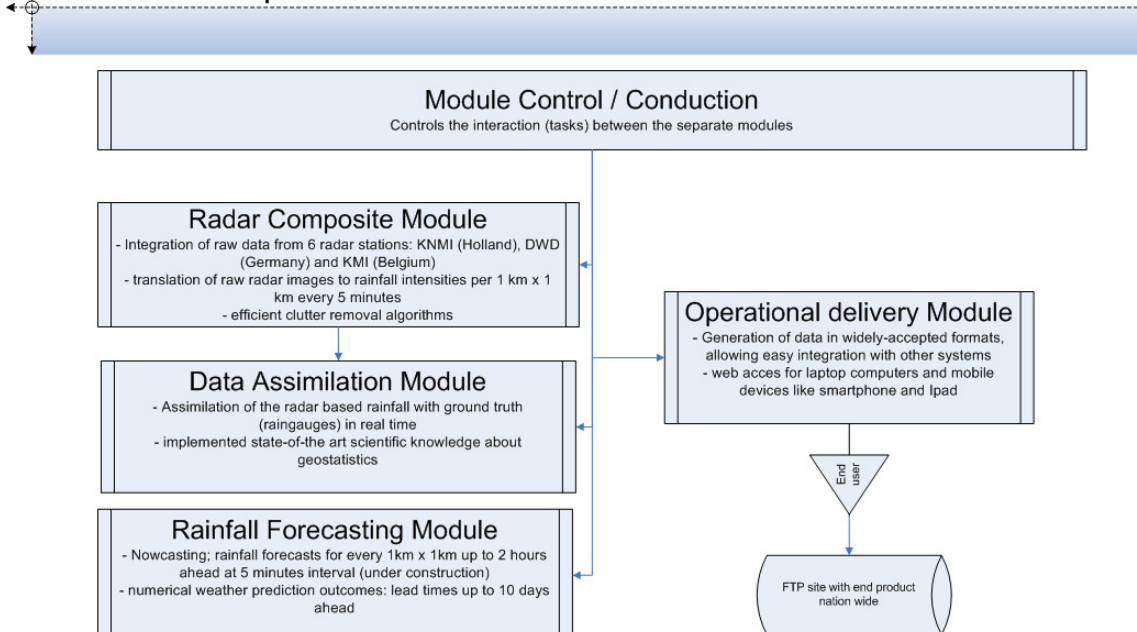 Module Control / Conduction
Controls the interaction (tasks) between the separate modules
Radar Composite Module
- Integration of raw data from 6 radar stations: KNMI (Holland), DWD
(Germany) and KMI (Belgium)
- translation of raw radar images to rainfall intensities per 1 km x 1
km every 5 minutes
- efficient clutter removal algorithms
Data Assimilation Module
- Assimilation of the radar based rainfall with ground truth
(raingauges) in real time
- implemented state-of-the art scientific knowledge about
geostatistics
Rainfall Forecasting Module
- Nowcasting; rainfall forecasts for every 1km x 1km up to 2 hours
ahead at 5 minutes interval (under construction)
- numerical weather prediction outcomes: lead times up to 10 days
ahead
Operational delivery Module
- Generation of data in widely-accepted formats,
allowing easy integration with other systems
- web acces for laptop computers and mobile
devices like smartphone and Ipad
End
user
FTP site with end product
nation wide